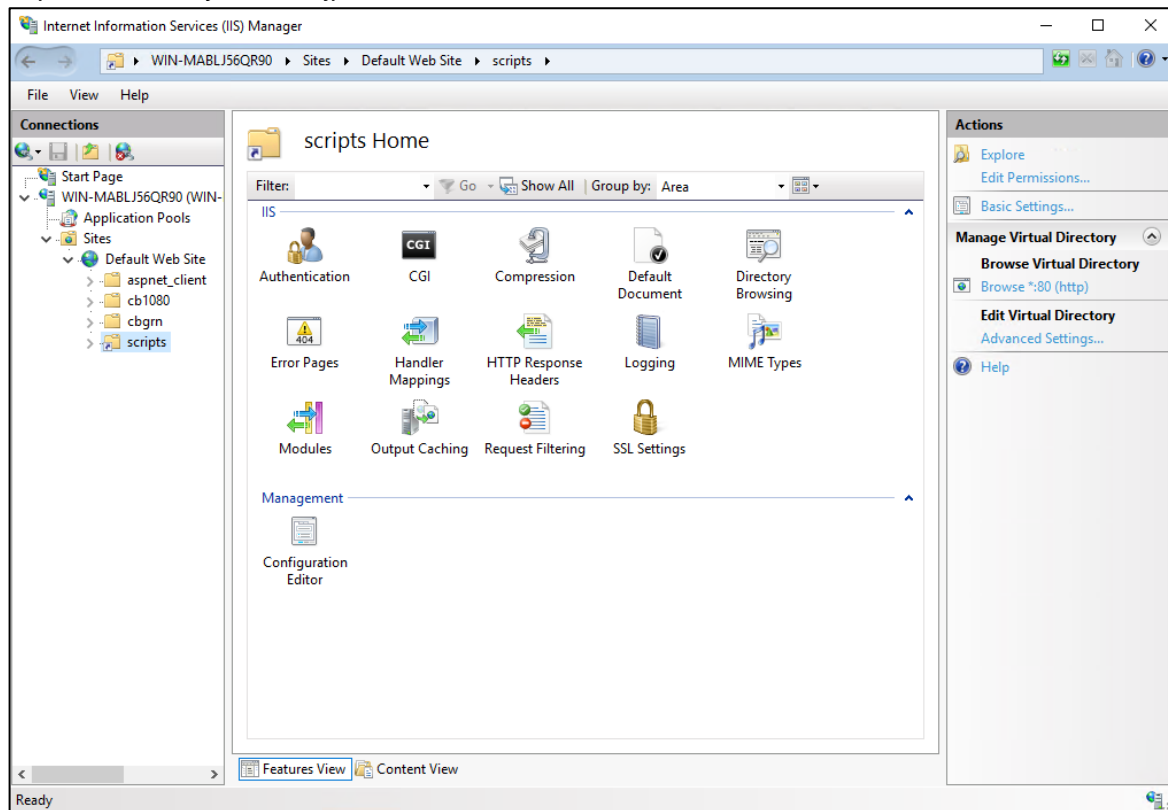 Internet Information Services (IIS) Manager
WIN-MABLJ56QR90 Sites Default Web Site scripts
File View Help
Connections
Start Page
WIN-MABLJ56QR90 (WIN-
Application Pools
Sites
Default Web Site
aspnet_client
cb1080
cbgrn
scripts
scripts Home
Filter: Go Show All Group by: Area
IIS
Authentication CGI Compression Default Document Directory Browsing
CGI
Error Pages Handler Mappings HTTP Response Headers Logging MIME Types
404
Modules Output Caching Request Filtering SSL Settings
Management
Configuration
Editor
Features View Content View
Actions
Explore
Edit Permissions...
Basic Settings...
Manage Virtual Directory
Browse Virtual Directory
Browse *:80 (http)
Edit Virtual Directory
Advanced Settings...
Help
Ready